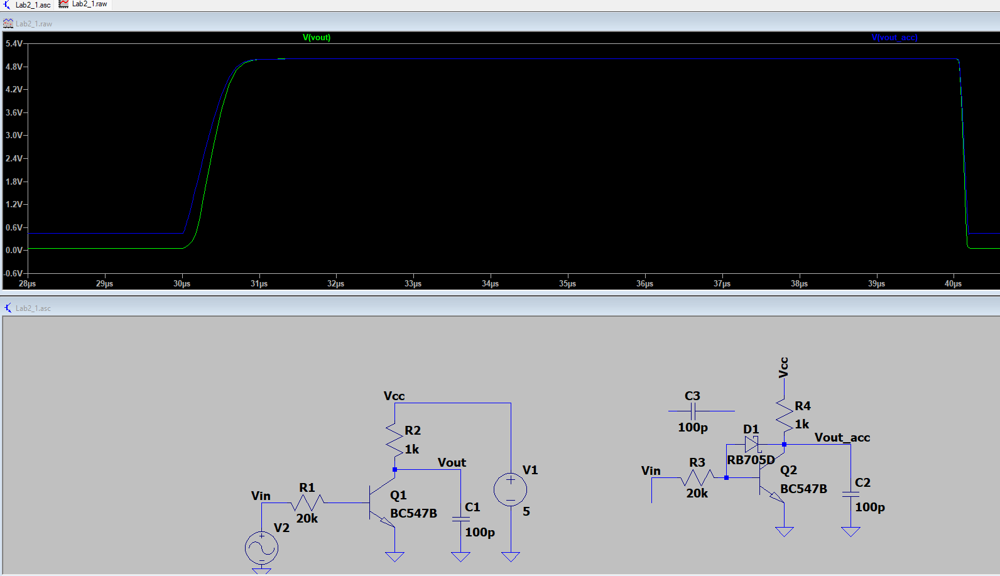 Lab2_1.asc Lab2_1.raw
Lab2_1.raw
V(vout) V(vout_acc)
5.4V
4.8V
4.2V
3.6V
3.0V
2.4V
1.8V
1.2V
0.6V
0.0V
-0.6V
28µs 29µs 30µs 31µs 32µs 33µs 34µs 35µs 36µs 37µs 38µs 39µs 40µs
Lab2_1.asc
Vcc
R2
1k
Vout
V1
5
Vin
R1
20k
Q1
BC547B
C1
100p
V2
Vcc
C3
100p
R4
1k
D1
RB705D
Vout_acc
Vin
R3
20k
Q2
BC547B
C2
100p